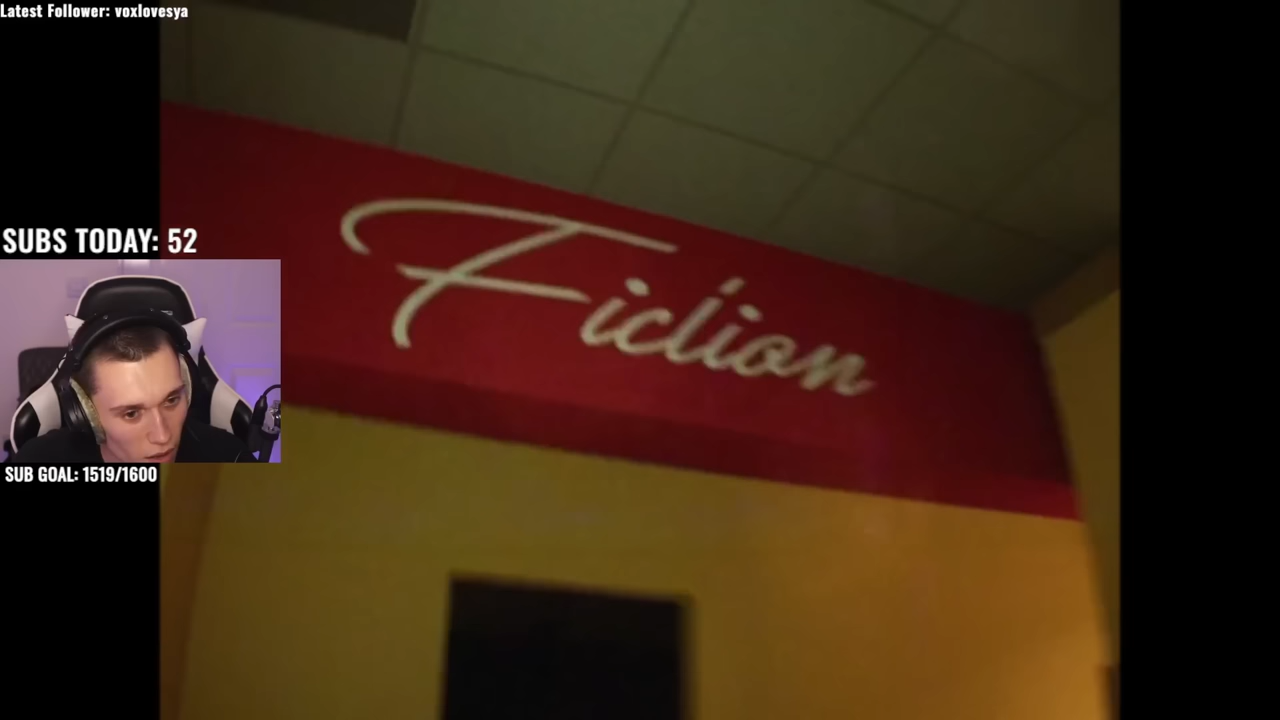 Latest Follower: voxlovesya
Fiction
SUBS TODAY: 52
SUB GOAL: 1519/1600